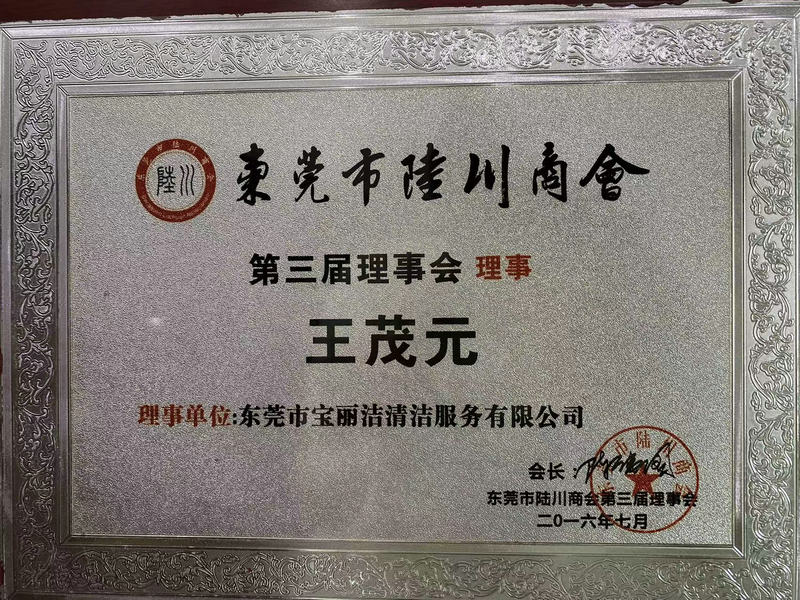 東莞市陸川商會
陸川
第三届理事会 理事
王茂元
理事单位:东莞市宝丽洁清洁服务有限公司
会长:
东莞市陆川商会第三届理事会
二0一六年七月